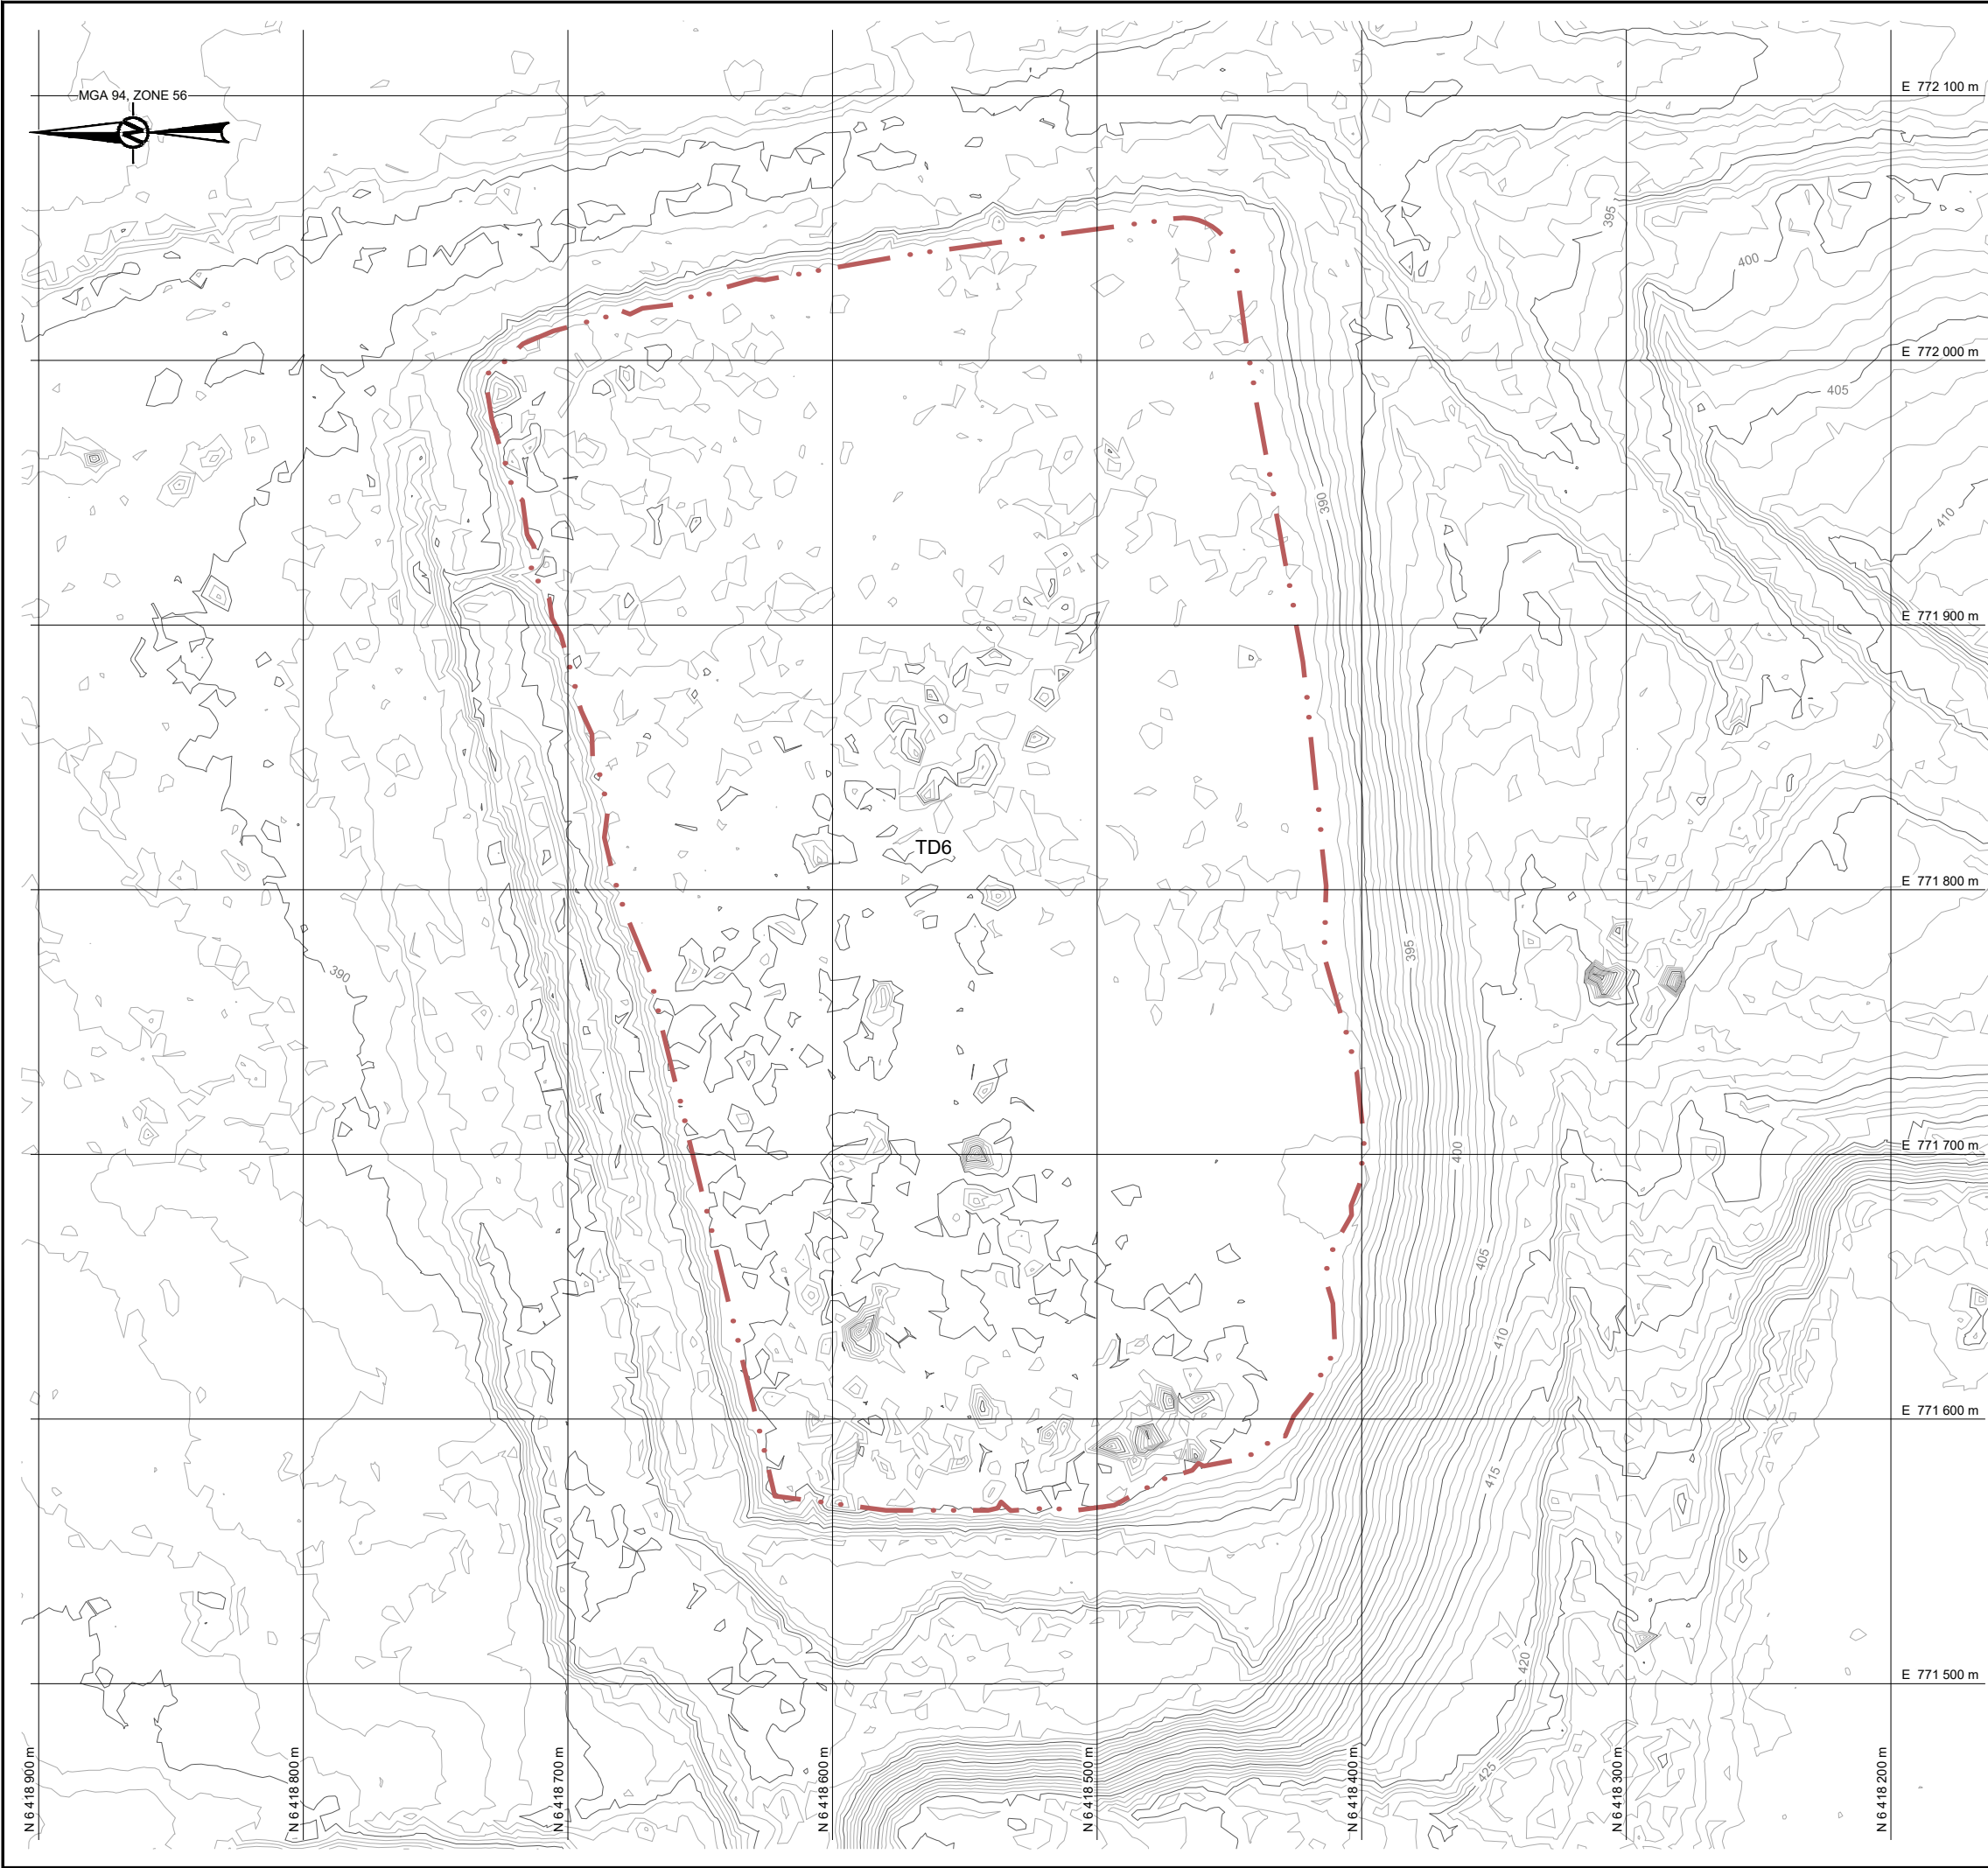 E 772 100 m
MGA 94, ZONE 56
N
395
400
E 772 000 m
405
390
410
E 771 900 m
TD6
E 771 800 m
395
390
E 771 700 m
400
405
410
E 771 600 m
415
420
E 771 500 m
425
N 6 418 900 m
N 6 418 800 m
N 6 418 700 m
N 6 418 600 m
N 6 418 500 m
N 6 418 400 m
N 6 418 300 m
N 6 418 200 m